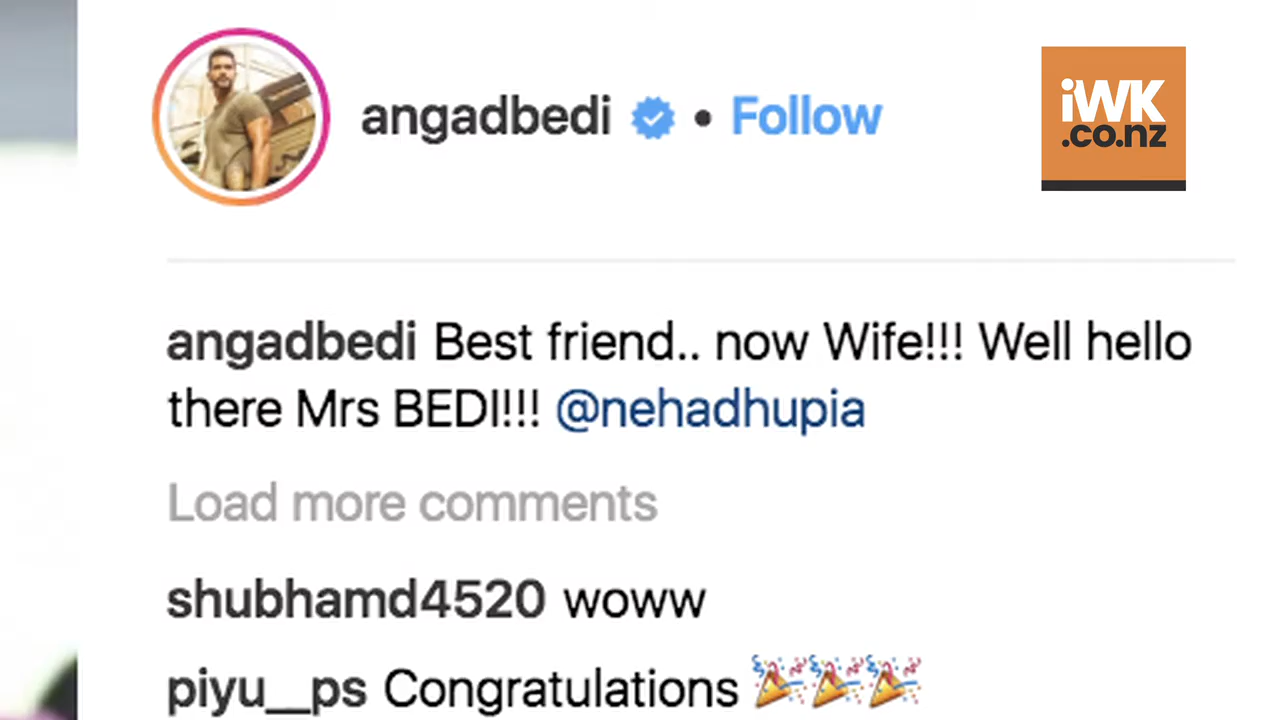 angadbedi • Follow
iWK
.co.nz
angadbedi Best friend.. now Wife!!! Well hello
there Mrs BEDI!!! @nehadhupia
Load more comments
shubhamd4520 woww
piyu__ps Congratulations 🎉🎉🎉